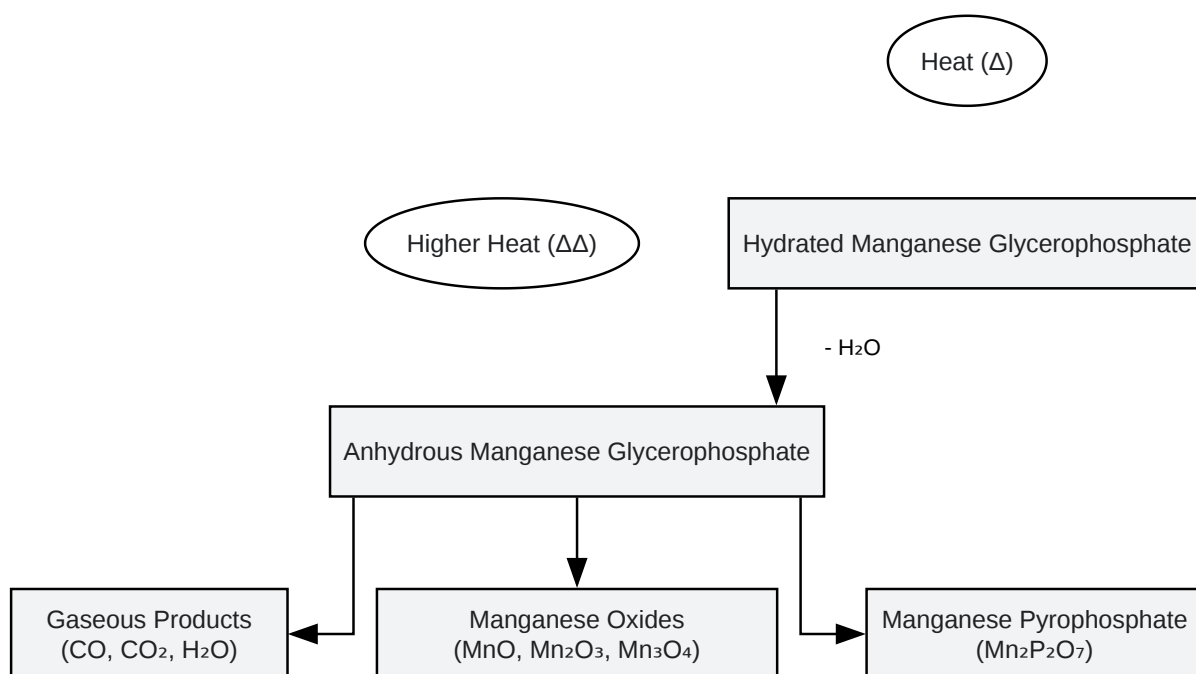 Heat (Δ)
Higher Heat (ΔΔ)
Hydrated Manganese Glycerophosphate
- H₂O
Anhydrous Manganese Glycerophosphate
Gaseous Products
(CO, CO₂, H₂O)
Manganese Oxides
(MnO, Mn₂O₃, Mn₃O₄)
Manganese Pyrophosphate
(Mn₂P₂O₇)